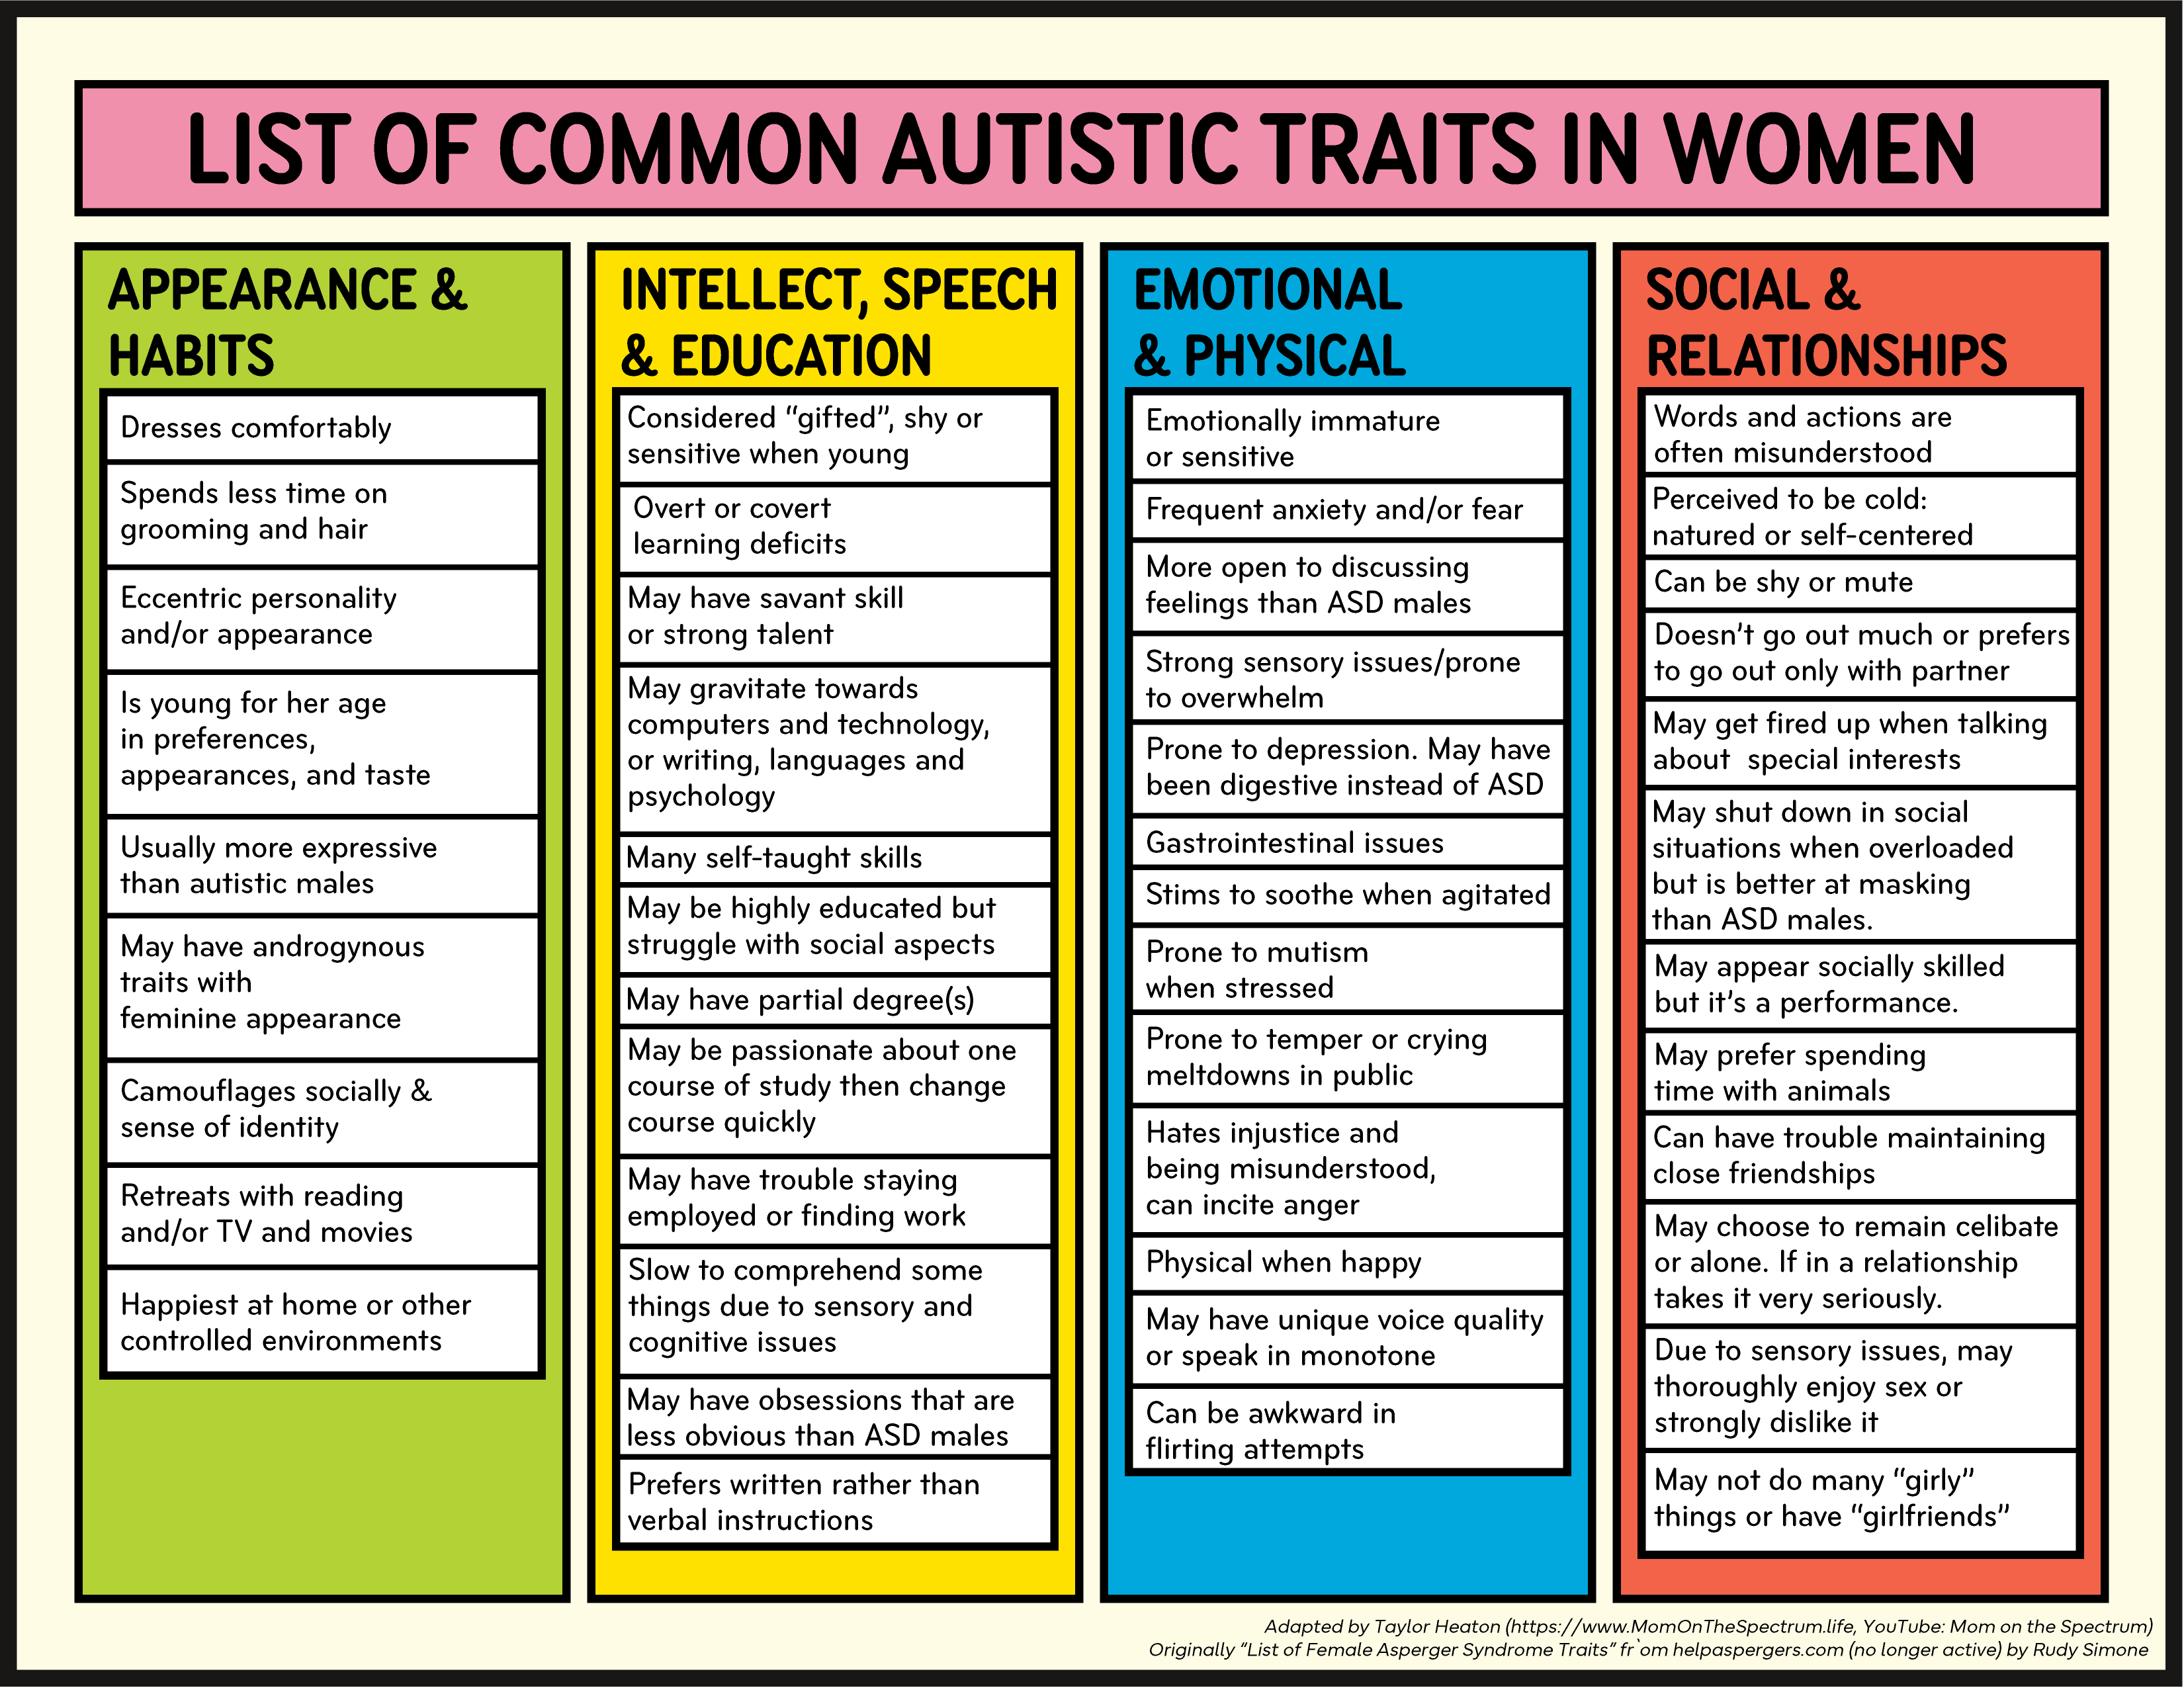 LIST OF COMMON AUTISTIC TRAITS IN WOMEN
APPEARANCE &
HABITS
Dresses comfortably
Spends less time on
grooming and hair
Eccentric personality
and/or appearance
Is young for her age
in preferences,
appearances, and taste
Usually more expressive
than autistic males
May have androgynous
traits with
feminine appearance
Camouflages socially &
sense of identity
Retreats with reading
and/or TV and movies
Happiest at home or other
controlled environments
INTELLECT, SPEECH
& EDUCATION
Considered “gifted”, shy or
sensitive when young
Overt or covert
learning deficits
May have savant skill
or strong talent
May gravitate towards
computers and technology,
or writing, languages and
psychology
Many self-taught skills
May be highly educated but
struggle with social aspects
May have partial degree(s)
May be passionate about one
course of study then change
course quickly
May have trouble staying
employed or finding work
Slow to comprehend some
things due to sensory and
cognitive issues
May have obsessions that are
less obvious than ASD males
Prefers written rather than
verbal instructions
EMOTIONAL
& PHYSICAL
Emotionally immature
or sensitive
Frequent anxiety and/or fear
More open to discussing
feelings than ASD males
Strong sensory issues/prone
to overwhelm
Prone to depression. May have
been digestive instead of ASD
Gastrointestinal issues
Stims to soothe when agitated
Prone to mutism
when stressed
Prone to temper or crying
meltdowns in public
Hates injustice and
being misunderstood,
can incite anger
Physical when happy
May have unique voice quality
or speak in monotone
Can be awkward in
flirting attempts
SOCIAL &
RELATIONSHIPS
Words and actions are
often misunderstood
Perceived to be cold:
natured or self-centered
Can be shy or mute
Doesn’t go out much or prefers
to go out only with partner
May get fired up when talking
about  special interests
May shut down in social
situations when overloaded
but is better at masking
than ASD males.
May appear socially skilled
but it’s a performance.
May prefer spending
time with animals
Can have trouble maintaining
close friendships
May choose to remain celibate
or alone. If in a relationship
takes it very seriously.
Due to sensory issues, may
thoroughly enjoy sex or
strongly dislike it
May not do many “girly”
things or have “girlfriends”
Adapted by Taylor Heaton (https://www.MomOnTheSpectrum.life, YouTube: Mom on the Spectrum)
Originally “List of Female Asperger Syndrome Traits” fr`om helpaspergers.com (no longer active) by Rudy Simone